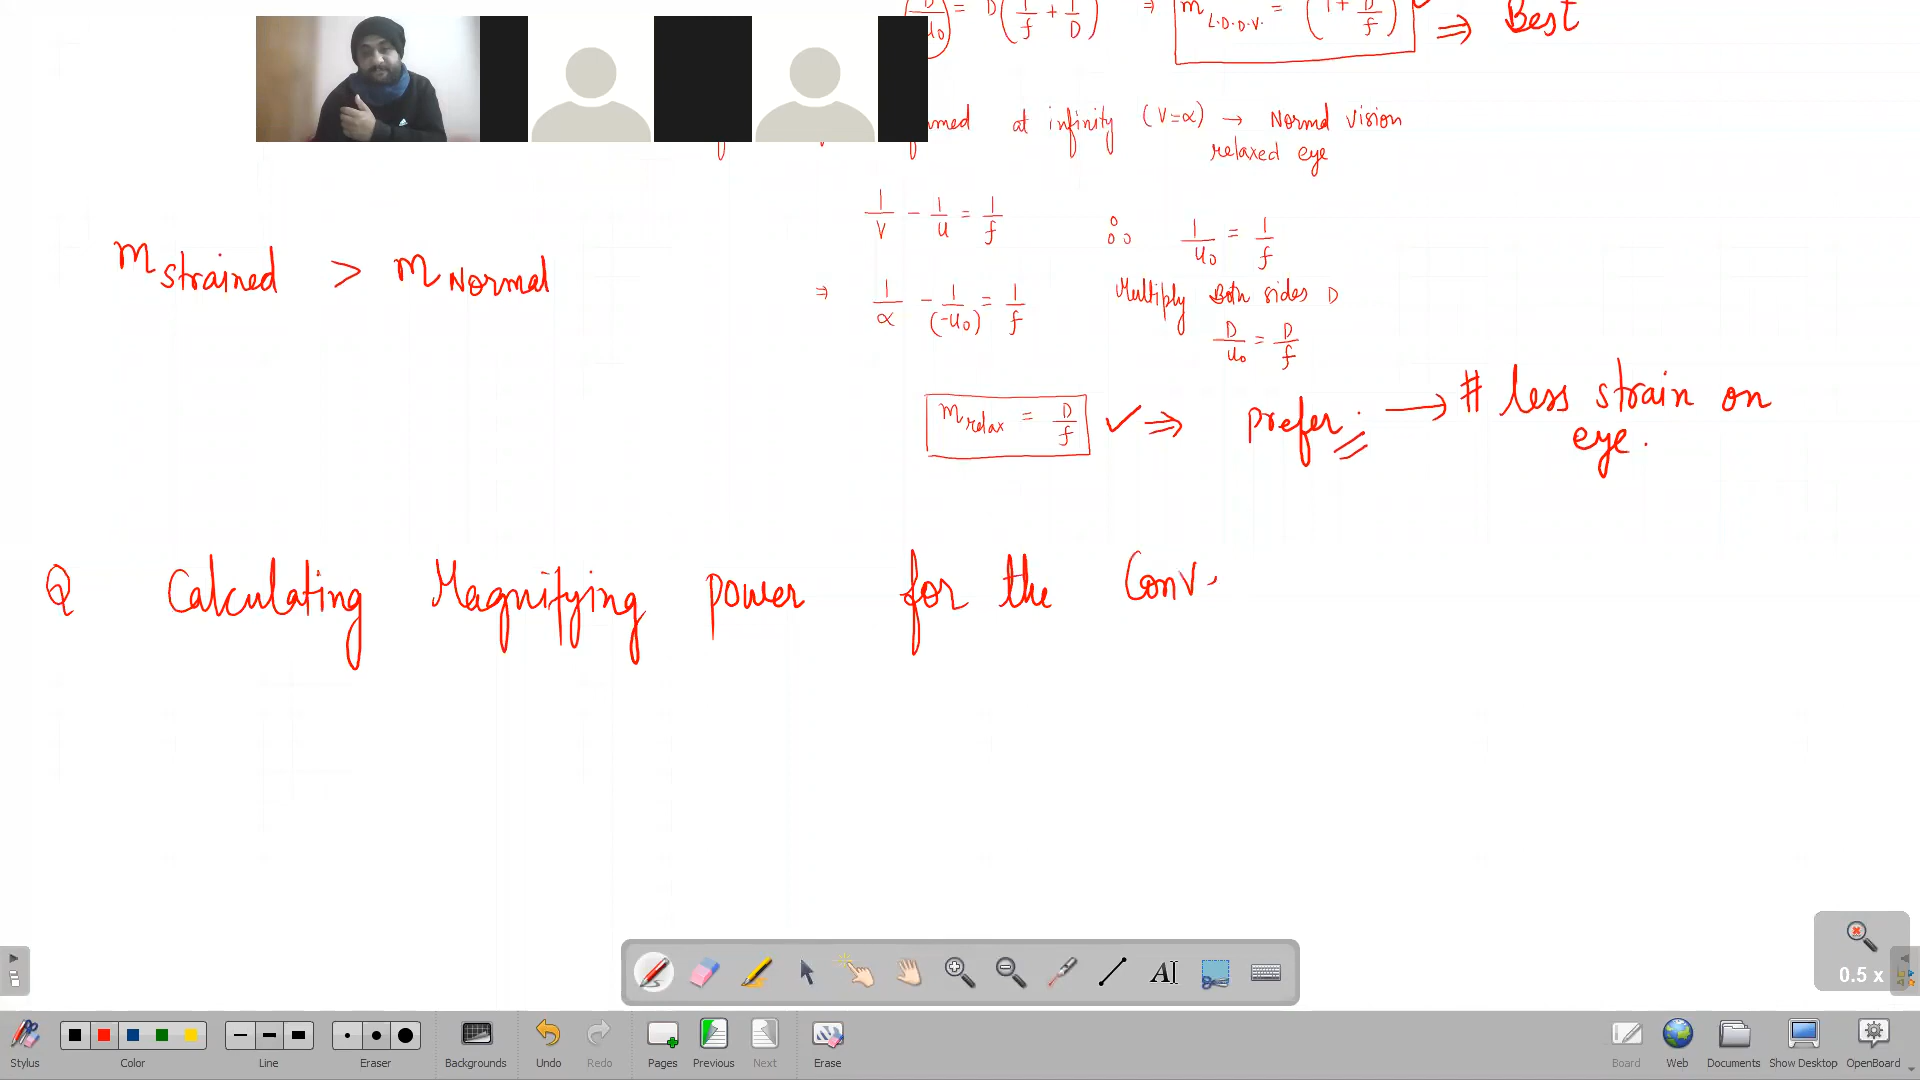 D/u₀ = D(1/f + 1/D) ⇒ m L.D.D.V. = (1 + D/f) ⇒ Best
at infinity (V=α) → Normal vision
relaxed eye
1/V - 1/u = 1/f ∴ 1/u₀ = 1/f
m strained > m Normal
⇒ 1/α - 1/(-u₀) = 1/f Multiply Both sides D
D/u₀ = D/f
m relax = D/f ✓ ⇒ prefer. → # less strain on
eye.
Q Calculating Magnifying power for the Conv.
0.5 x
Stylus Color Line Eraser Backgrounds Undo Redo Pages Previous Next Erase Board Web Documents Show Desktop OpenBoard